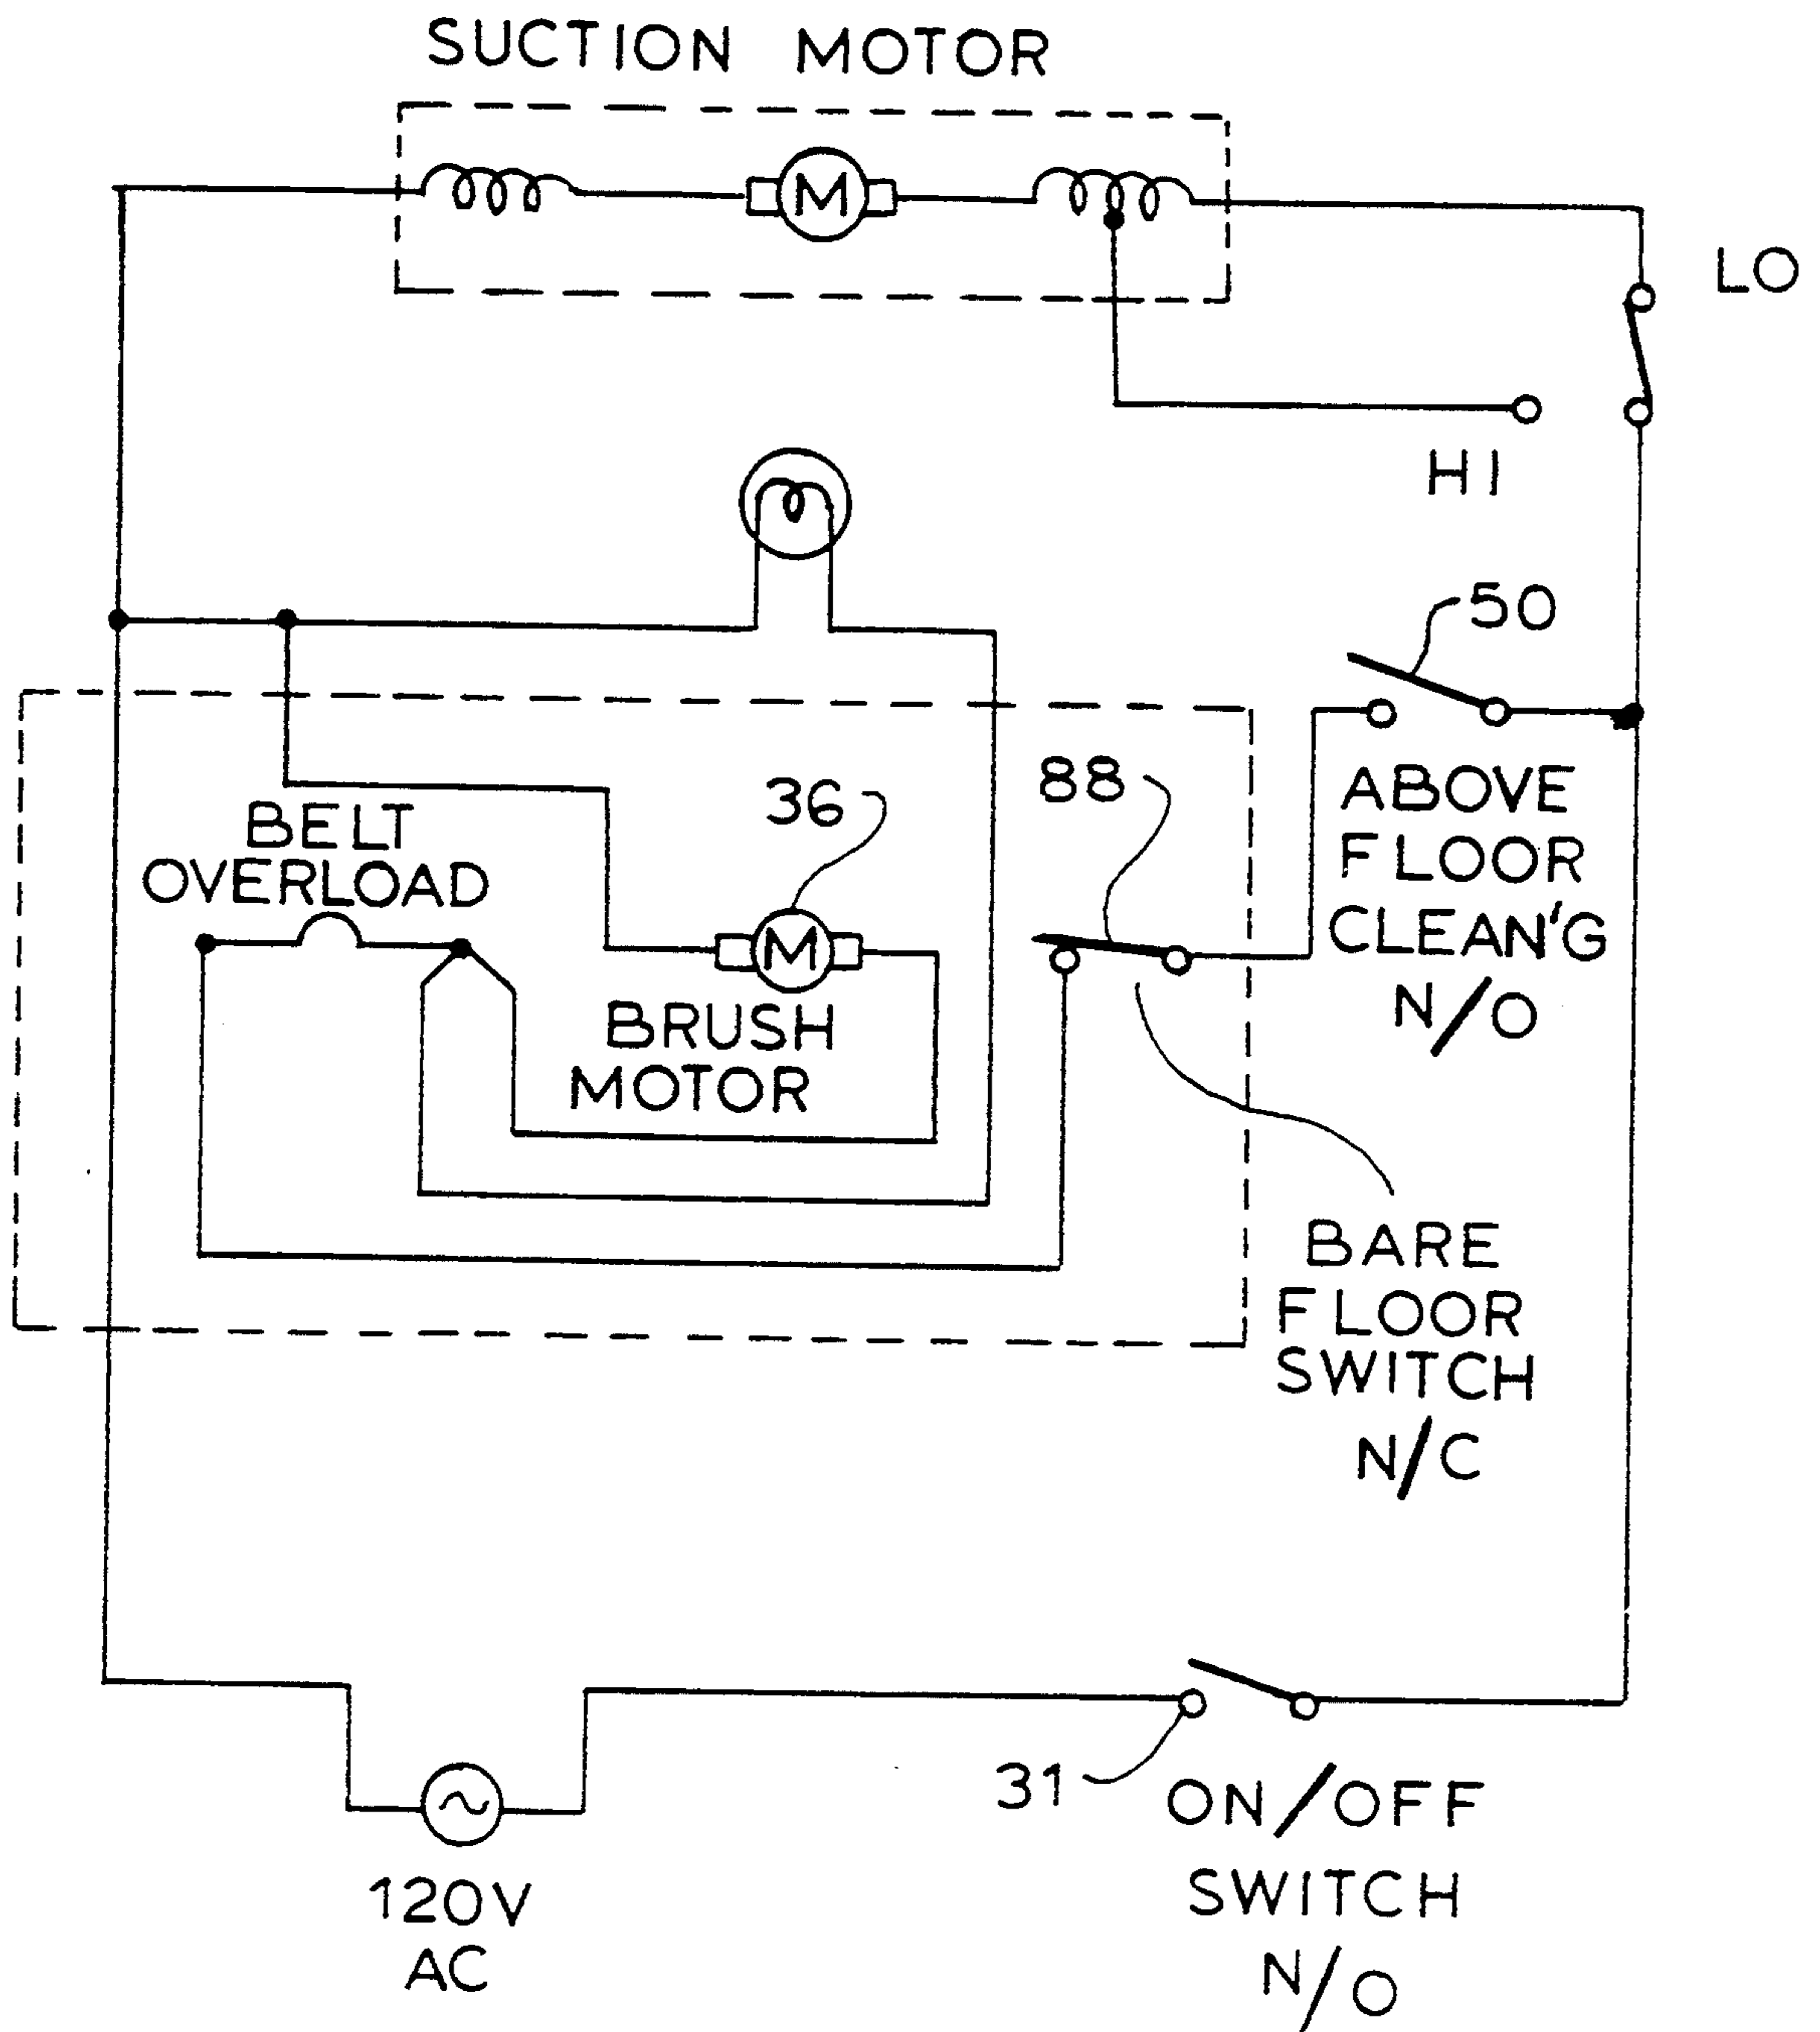 SUCTION MOTOR
M
LO
HI
50
88
36
ABOVE
FLOOR
CLEAN'G
N/O
BELT
OVERLOAD
M
BRUSH
MOTOR
BARE
FLOOR
SWITCH
N/C
31
ON/OFF
SWITCH
N/O
120V
AC